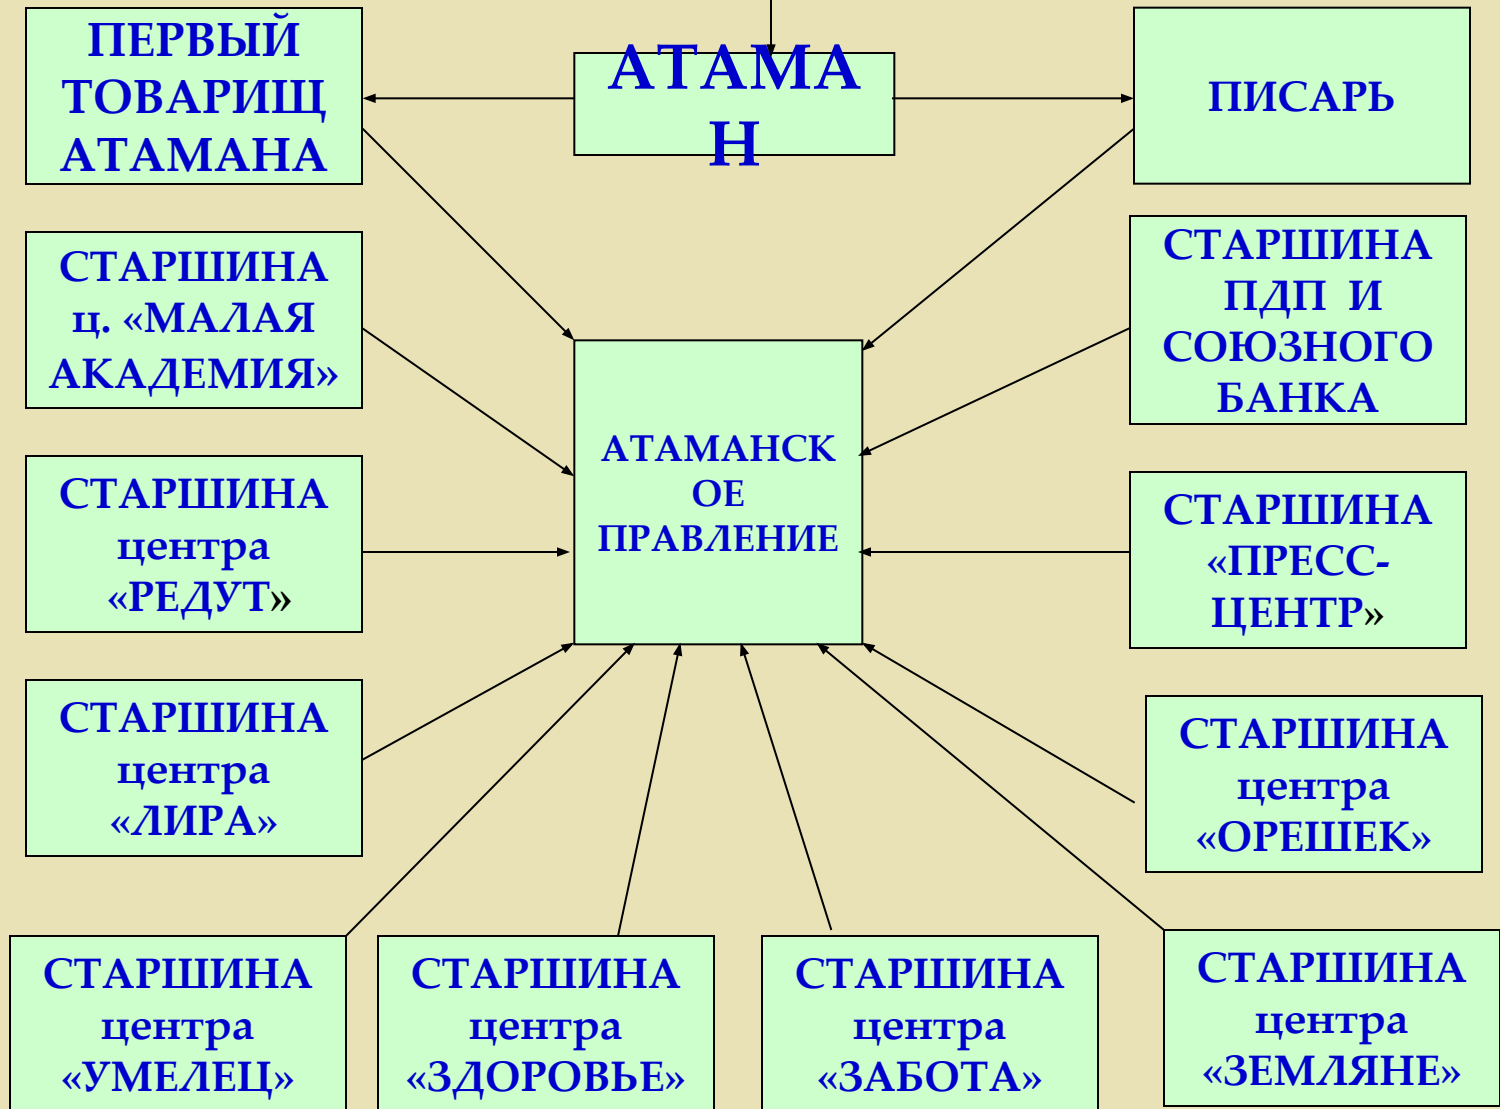 ПЕРВЫЙ
ТОВАРИЩ
АТАМАНА
АТАМА
Н
ПИСАРЬ
СТАРШИНА
ц. «МАЛАЯ
АКАДЕМИЯ»
СТАРШИНА
ПДП И
СОЮЗНОГО
БАНКА
АТАМАНСК
ОЕ
ПРАВЛЕНИЕ
СТАРШИНА
центра
«РЕДУТ»
СТАРШИНА
«ПРЕСС-
ЦЕНТР»
СТАРШИНА
центра
«ЛИРА»
СТАРШИНА
центра
«ОРЕШЕК»
СТАРШИНА
центра
«УМЕЛЕЦ»
СТАРШИНА
центра
«ЗДОРОВЬЕ»
СТАРШИНА
центра
«ЗАБОТА»
СТАРШИНА
центра
«ЗЕМЛЯНЕ»